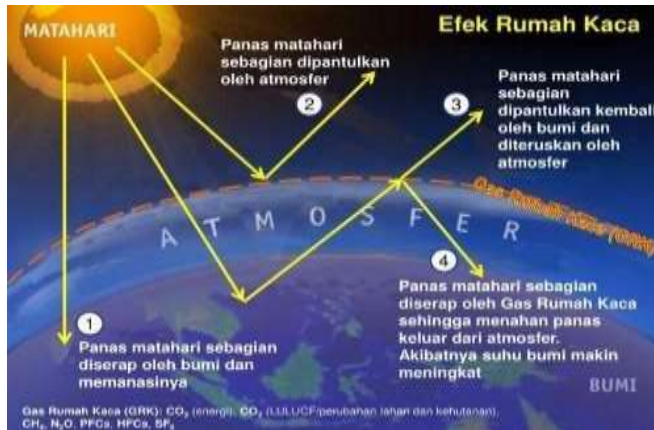 Efek Rumah Kaca
MATAHARI
Panas matahari
sebagian dipantulkan
oleh atmosfer
2
3
Panas matahari
sebagian
dipantulkan kembali
oleh bumi dan
diteruskan oleh
atmosfer
Gas Rumah Kaca (GRK)
ATMOSFER
4
Panas matahari sebagian
diserap oleh Gas Rumah Kaca
sehingga menahan panas
keluar dari atmosfer.
Akibatnya suhu bumi makin
meningkat
1
Panas matahari sebagian
diserap oleh bumi dan
memanasinya
BUMI
Gas Rumah Kaca (GRK): CO₂ (energi), CO₂ (LULUCF/perubahan lahan dan kehutanan),
CH₄, N₂O, PFCs, HFCs, SF₆